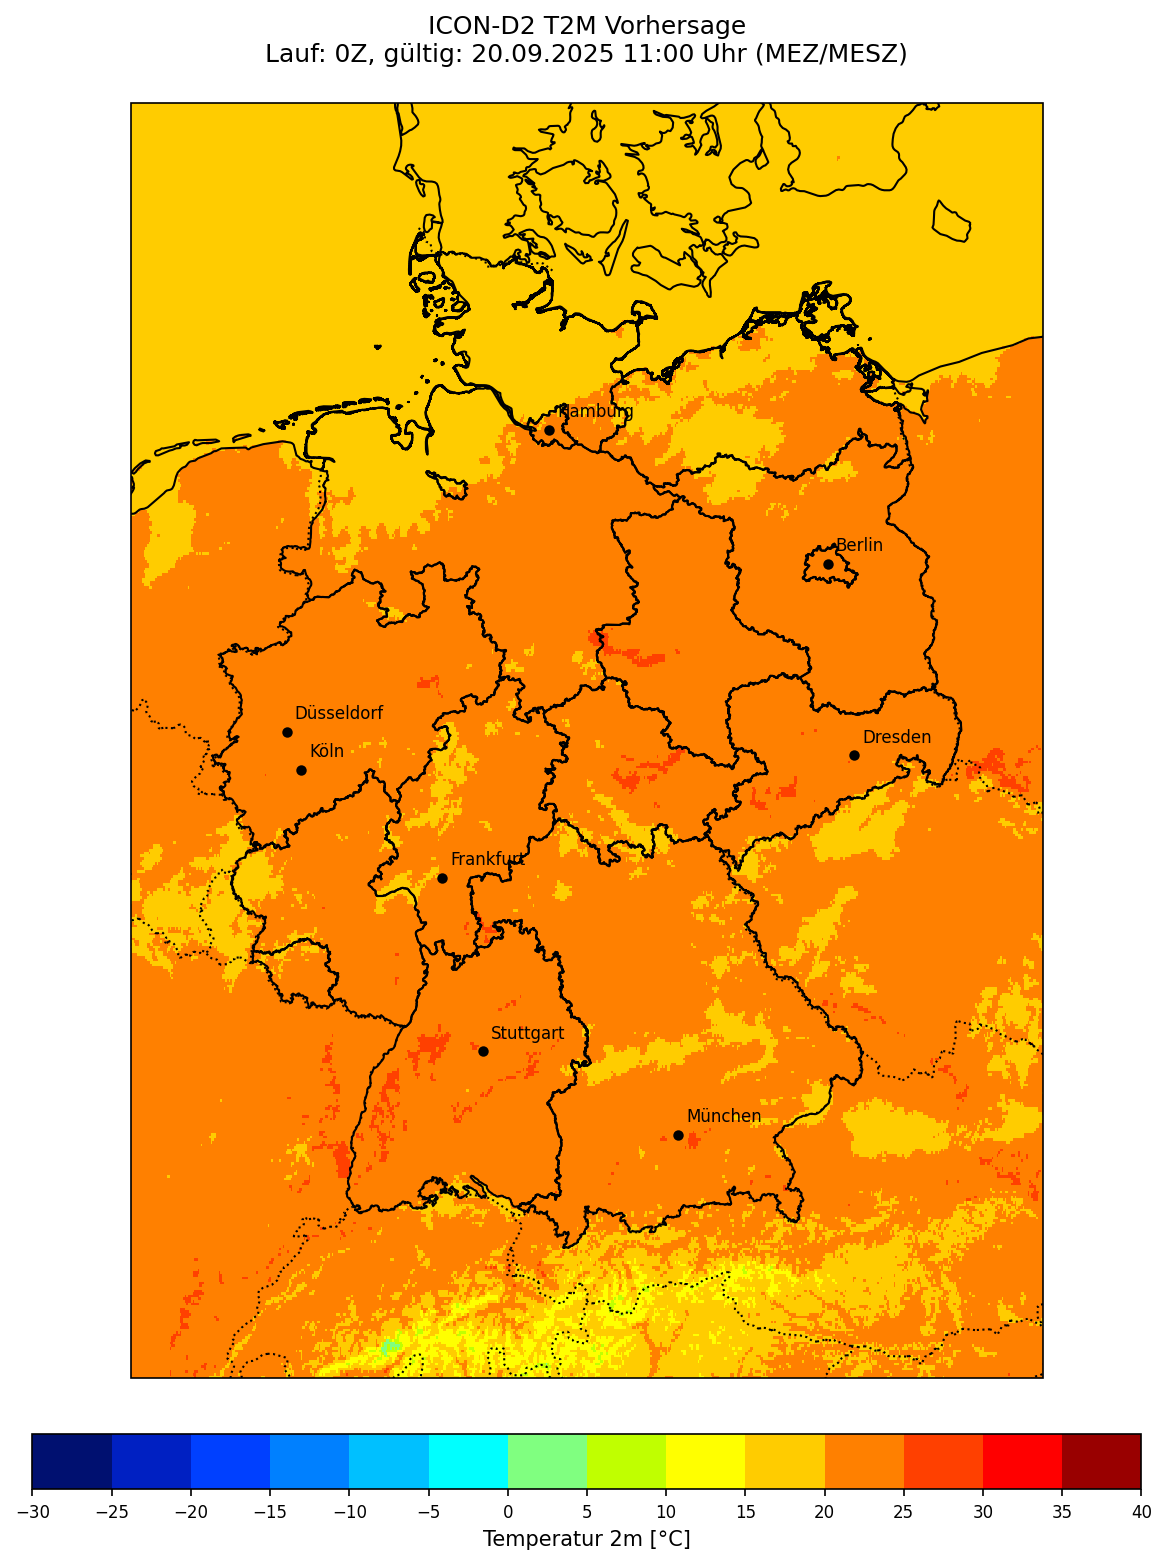 ICON-D2 T2M Vorhersage
Lauf: 0Z, gültig: 20.09.2025 11:00 Uhr (MEZ/MESZ)
Hamburg
Berlin
Düsseldorf
Köln
Dresden
Frankfurt
Stuttgart
München
−30 −25 −20 −15 −10 −5 0 5 10 15 20 25 30 35 40
Temperatur 2m [°C]